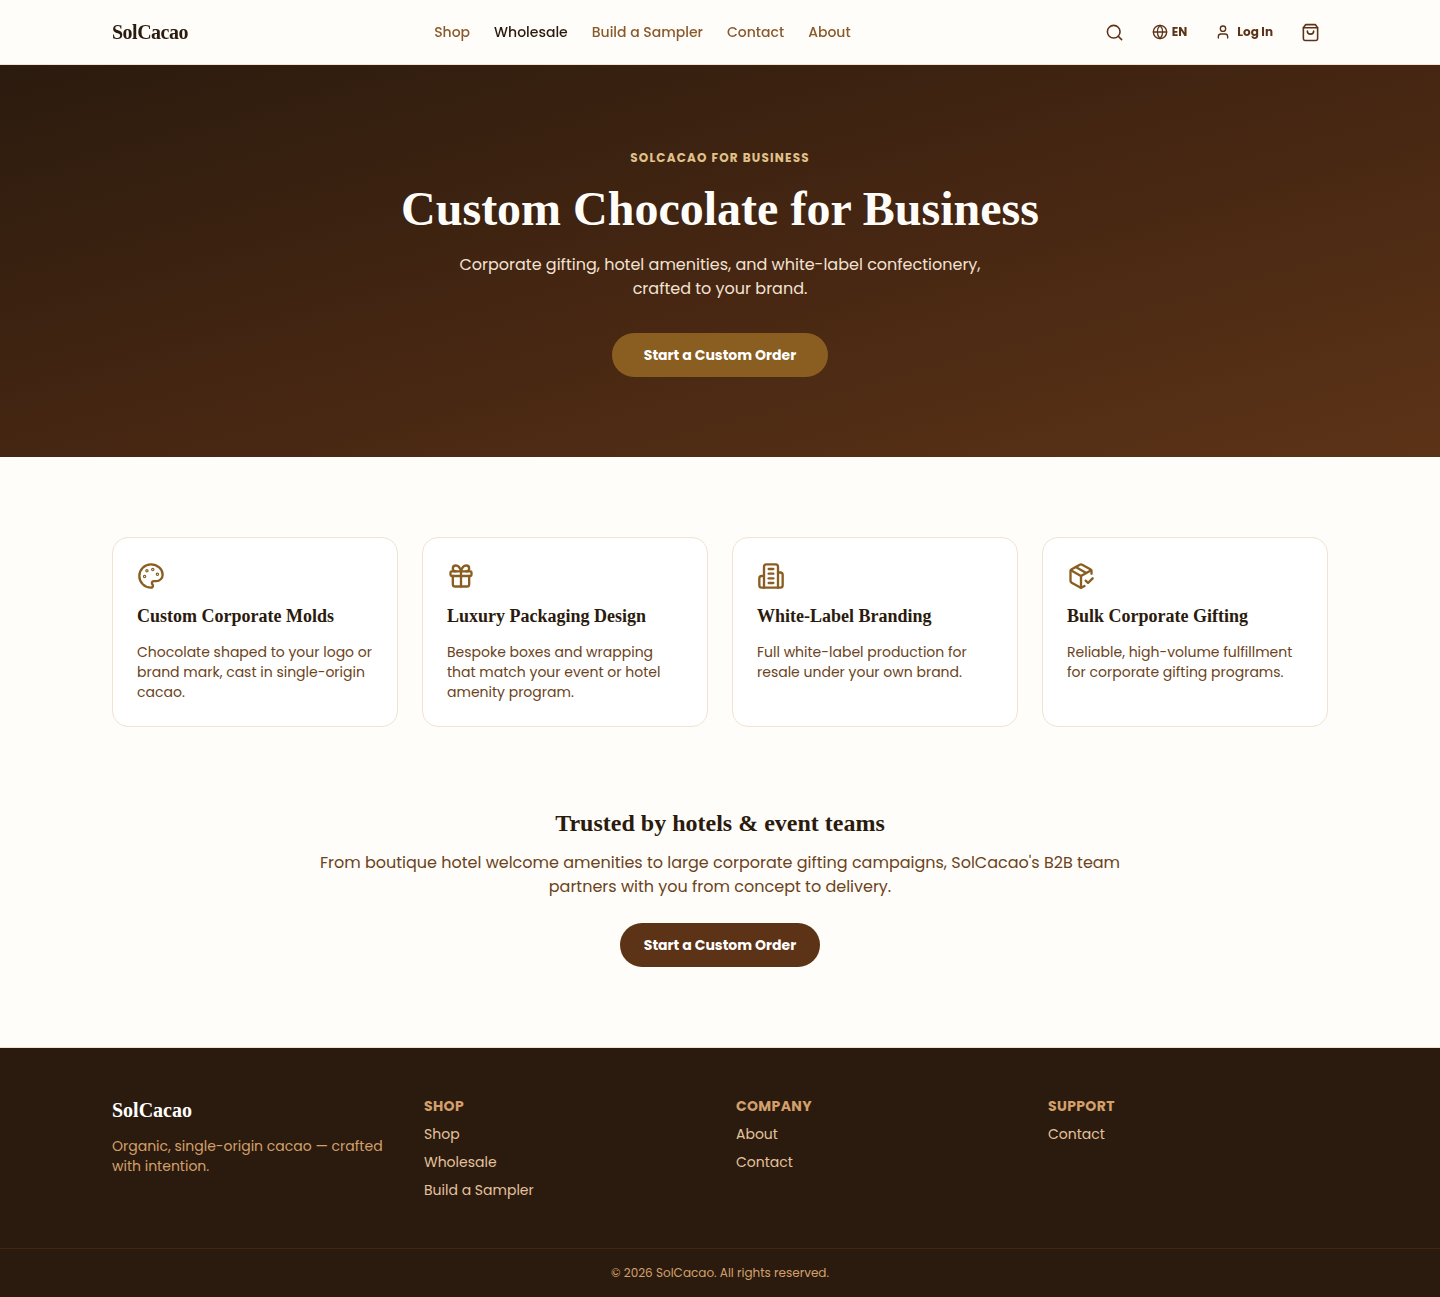 SolCacao
Shop
Wholesale
Build a Sampler
Contact
About
EN
Log In
SOLCACAO FOR BUSINESS
Custom Chocolate for Business
Corporate gifting, hotel amenities, and white-label confectionery,
crafted to your brand.
Start a Custom Order
Custom Corporate Molds
Chocolate shaped to your logo or
brand mark, cast in single-origin
cacao.
Luxury Packaging Design
Bespoke boxes and wrapping
that match your event or hotel
amenity program.
White-Label Branding
Full white-label production for
resale under your own brand.
Bulk Corporate Gifting
Reliable, high-volume fulfillment
for corporate gifting programs.
Trusted by hotels & event teams
From boutique hotel welcome amenities to large corporate gifting campaigns, SolCacao's B2B team
partners with you from concept to delivery.
Start a Custom Order
SolCacao
Organic, single-origin cacao — crafted
with intention.
SHOP
Shop
Wholesale
Build a Sampler
COMPANY
About
Contact
SUPPORT
Contact
© 2026 SolCacao. All rights reserved.